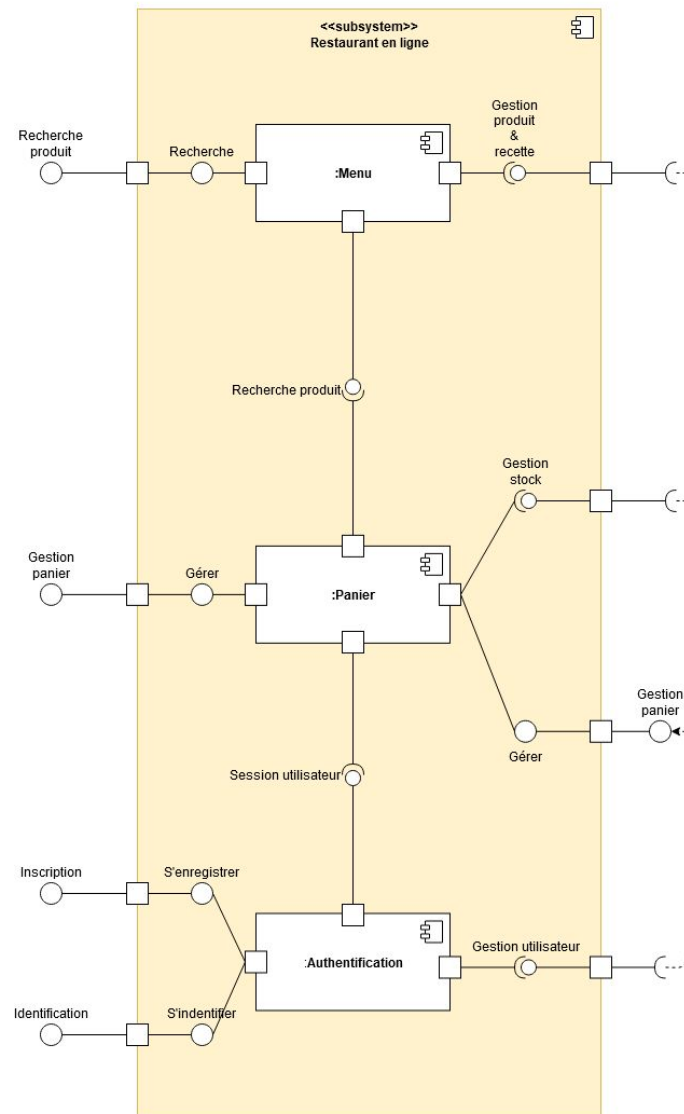 <<subsystem>>
Restaurant en ligne
Recherche
produit
Recherche
:Menu
Gestion
produit
&
recette
Recherche produit
Gestion
stock
Gestion
panier
Gérer
:Panier
Gestion
panier
Gérer
Session utilisateur
Inscription
S'enregistrer
:Authentification
Gestion utilisateur
Identification
S'indentifier